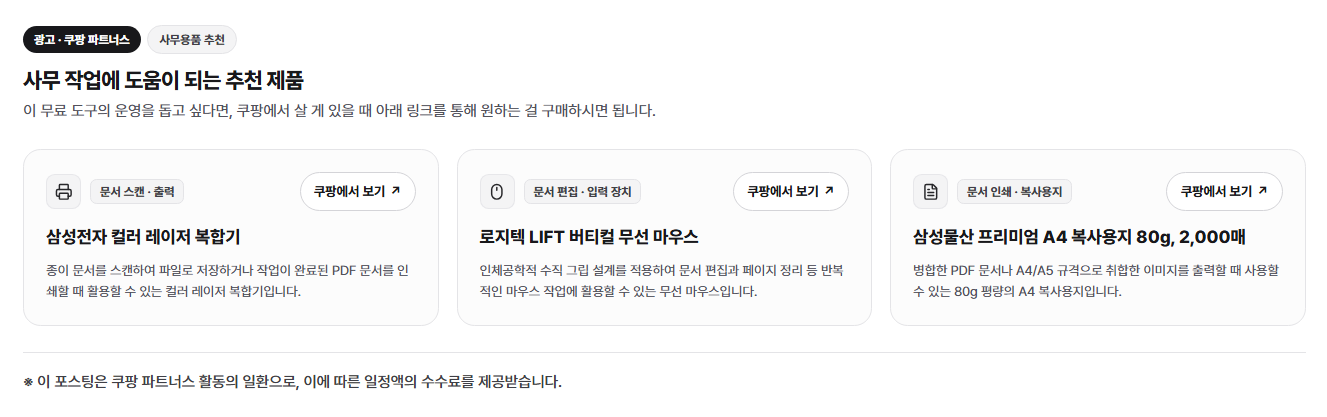 광고 · 쿠팡 파트너스
사무용품 추천
사무 작업에 도움이 되는 추천 제품
이 무료 도구의 운영을 돕고 싶다면, 쿠팡에서 살 게 있을 때 아래 링크를 통해 원하는 걸 구매하시면 됩니다.
문서 스캔 · 출력
쿠팡에서 보기 ↗
삼성전자 컬러 레이저 복합기
종이 문서를 스캔하여 파일로 저장하거나 작업이 완료된 PDF 문서를 인
쇄할 때 활용할 수 있는 컬러 레이저 복합기입니다.
문서 편집 · 입력 장치
쿠팡에서 보기 ↗
로지텍 LIFT 버티컬 무선 마우스
인체공학적 수직 그립 설계를 적용하여 문서 편집과 페이지 정리 등 반복
적인 마우스 작업에 활용할 수 있는 무선 마우스입니다.
문서 인쇄 · 복사용지
쿠팡에서 보기 ↗
삼성물산 프리미엄 A4 복사용지 80g, 2,000매
병합한 PDF 문서나 A4/A5 규격으로 취합한 이미지를 출력할 때 사용할
수 있는 80g 평량의 A4 복사용지입니다.
※ 이 포스팅은 쿠팡 파트너스 활동의 일환으로, 이에 따른 일정액의 수수료를 제공받습니다.